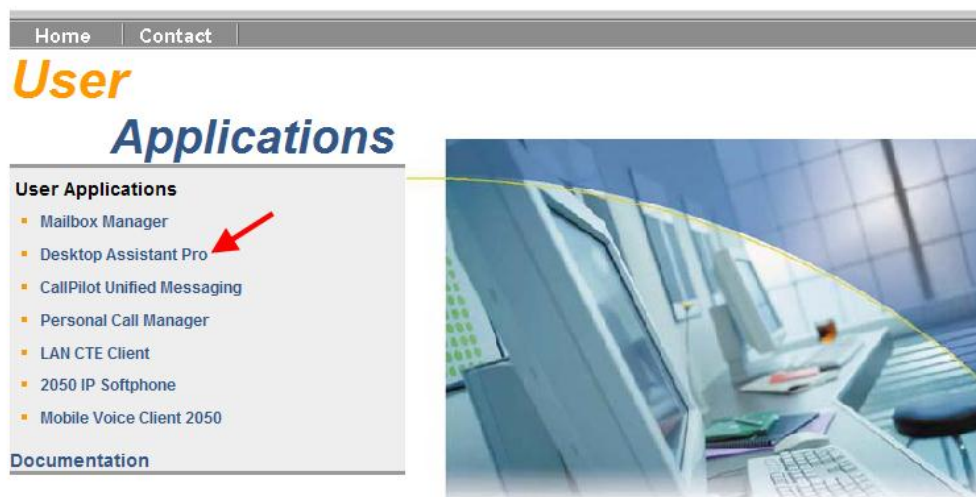 Home Contact
User
Applications
User Applications
Mailbox Manager
Desktop Assistant Pro
CallPilot Unified Messaging
Personal Call Manager
LAN CTE Client
2050 IP Softphone
Mobile Voice Client 2050
Documentation